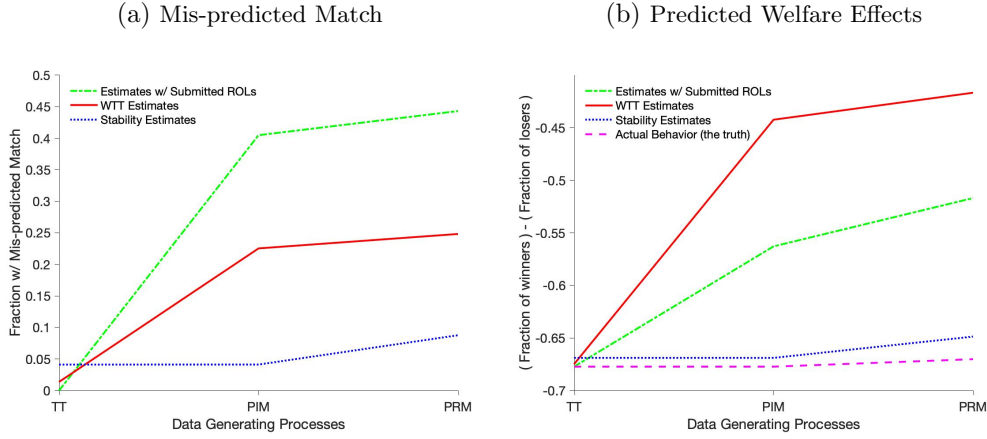 (a) Mis-predicted Match
0.5
0.45
0.4
0.35
0.3
0.25
0.2
0.15
0.1
0.05
0
Fraction w/ Mis-predicted Match
Estimates w/ Submitted ROLs
WTT Estimates
Stability Estimates
TT
PIM
PRM
Data Generating Processes
(b) Predicted Welfare Effects
-0.45
-0.5
-0.55
-0.6
-0.65
-0.7
( Fraction of winners ) - ( Fraction of losers )
Estimates w/ Submitted ROLs
WTT Estimates
Stability Estimates
Actual Behavior (the truth)
TT
PIM
PRM
Data Generating Processes